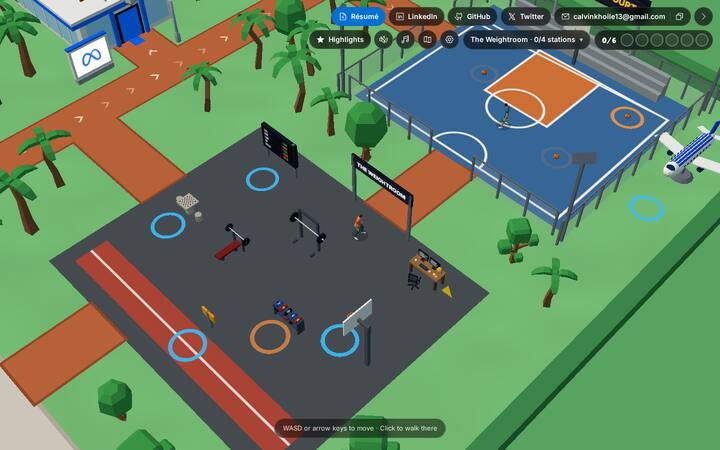 Résumé
LinkedIn
GitHub
Twitter
calvinkhoile13@gmail.com
Highlights
The Weightroom · 0/4 stations
0/6
THE WEIGHTROOM
WASD or arrow keys to move · Click to walk there